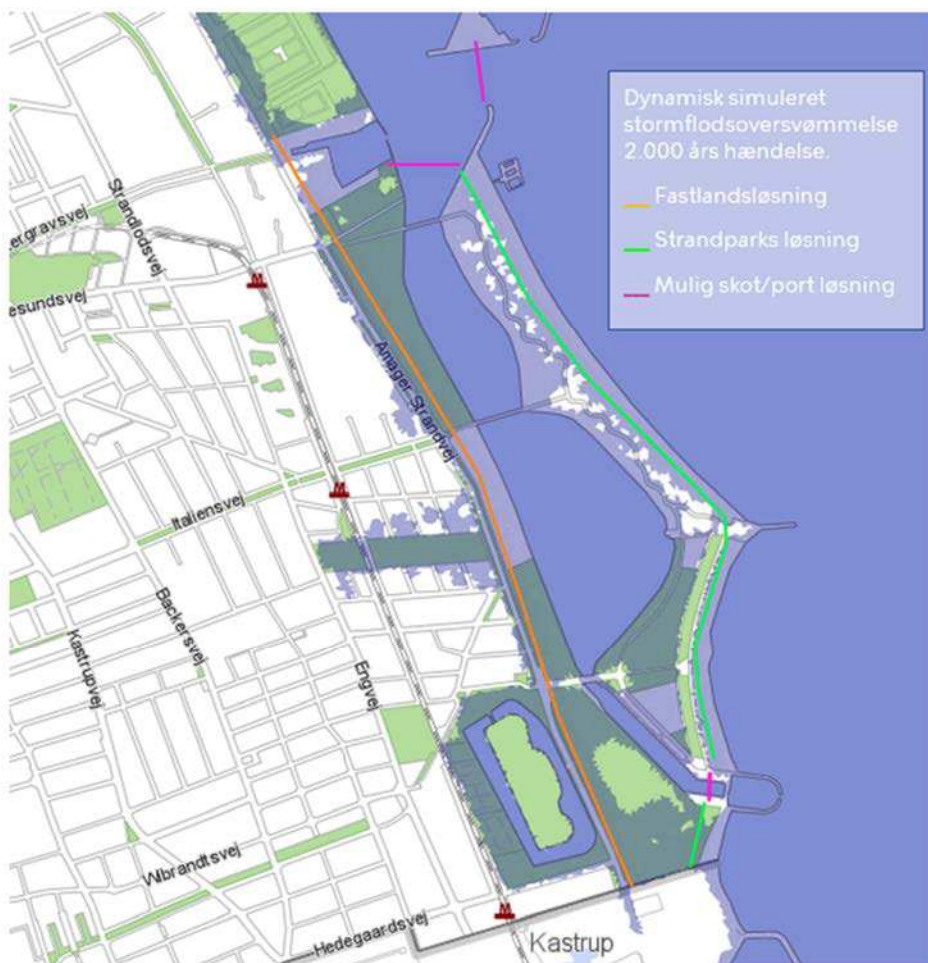 Dynamisk simuleret
stormflodsoversvømmelse
2.000 års hændelse.
Fastlandsløsning
Strandparks løsning
Mulig skot/port løsning
ergravsvej
Strandlodsvej
esundsvej
Amager Strandvej
Italiensvej
Backersvej
Kastrupvej
Engvej
Wibrandtsvej
Hedegaardsvej
Kastrup
M
M
M